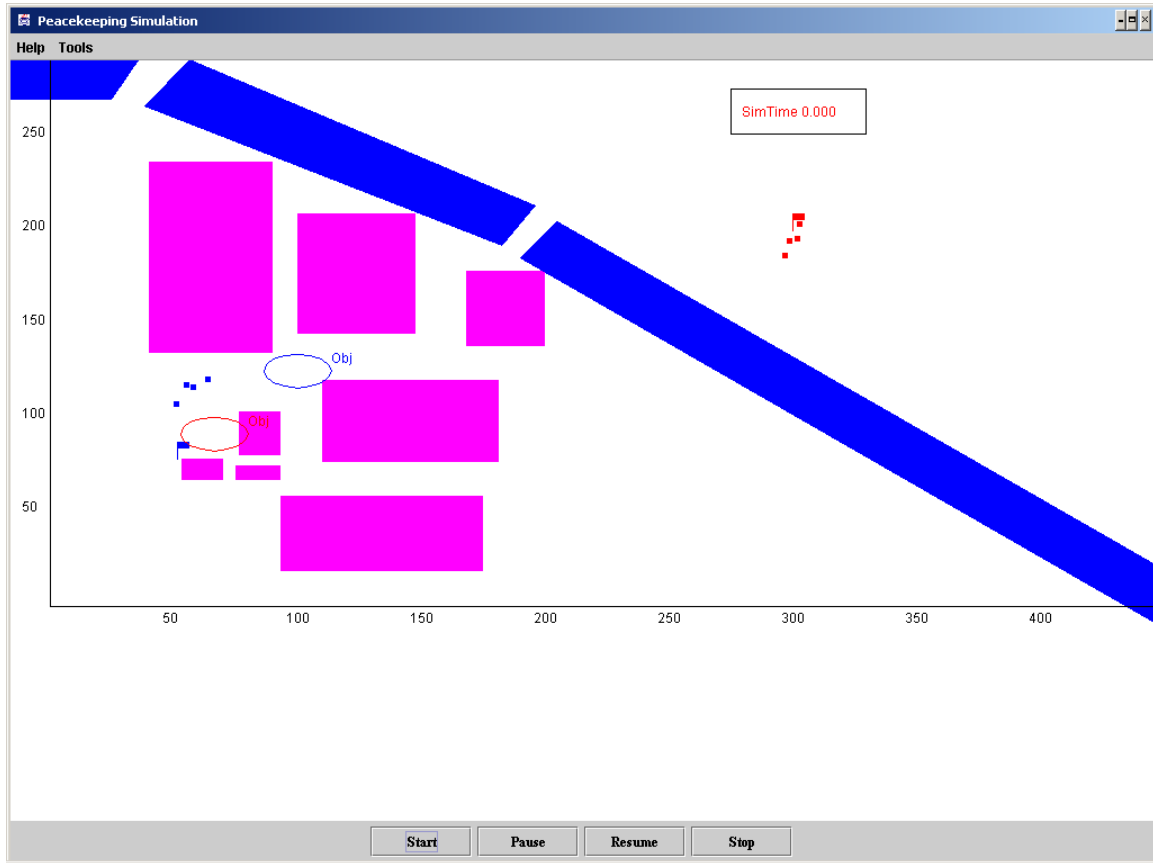 Peacekeeping Simulation
Help Tools
SimTime 0.000
250
200
150
Obj
100
Obj
50
50 100 150 200 250 300 350 400
Start Pause Resume Stop